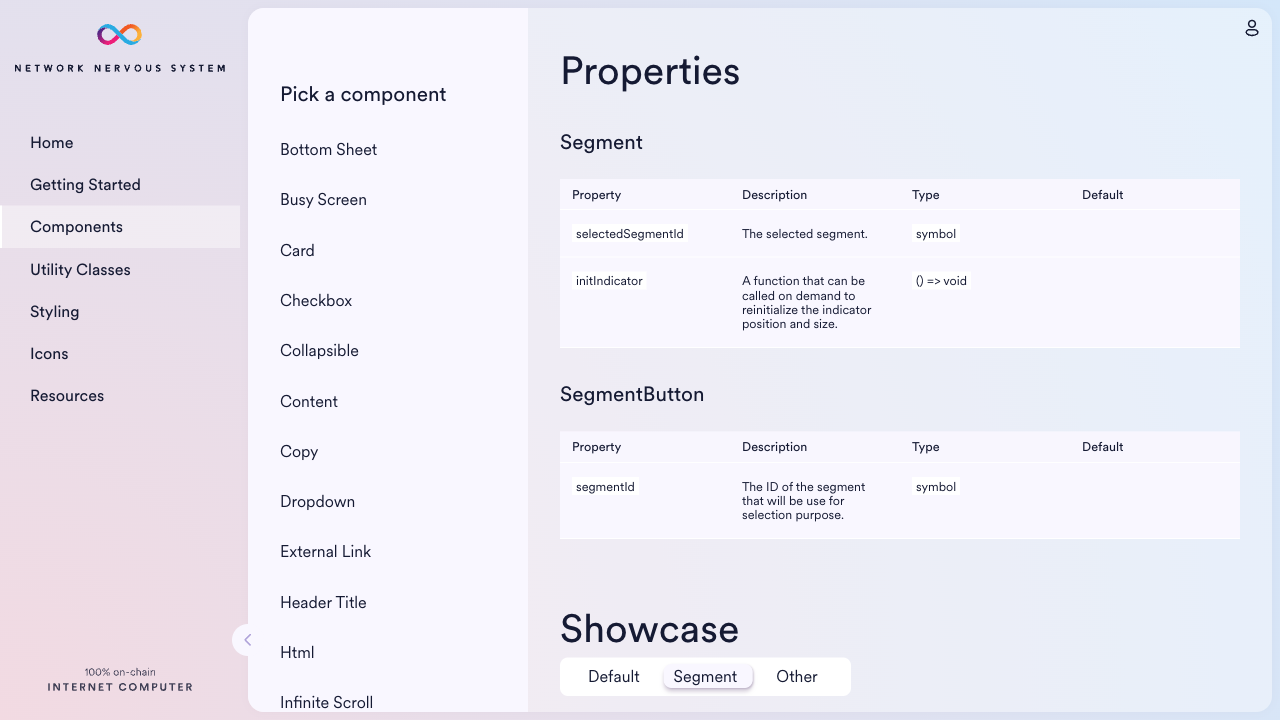 NETWORK NERVOUS SYSTEM
Home
Getting Started
Components
Utility Classes
Styling
Icons
Resources
100% on-chain
INTERNET COMPUTER
Pick a component
Bottom Sheet
Busy Screen
Card
Checkbox
Collapsible
Content
Copy
Dropdown
External Link
Header Title
Html
Infinite Scroll
Properties
Segment
Property Description Type Default
selectedSegmentId The selected segment. symbol
initIndicator A function that can be () => void
called on demand to
reinitialize the indicator
position and size.
SegmentButton
Property Description Type Default
segmentId The ID of the segment symbol
that will be use for
selection purpose.
Showcase
Default Segment Other